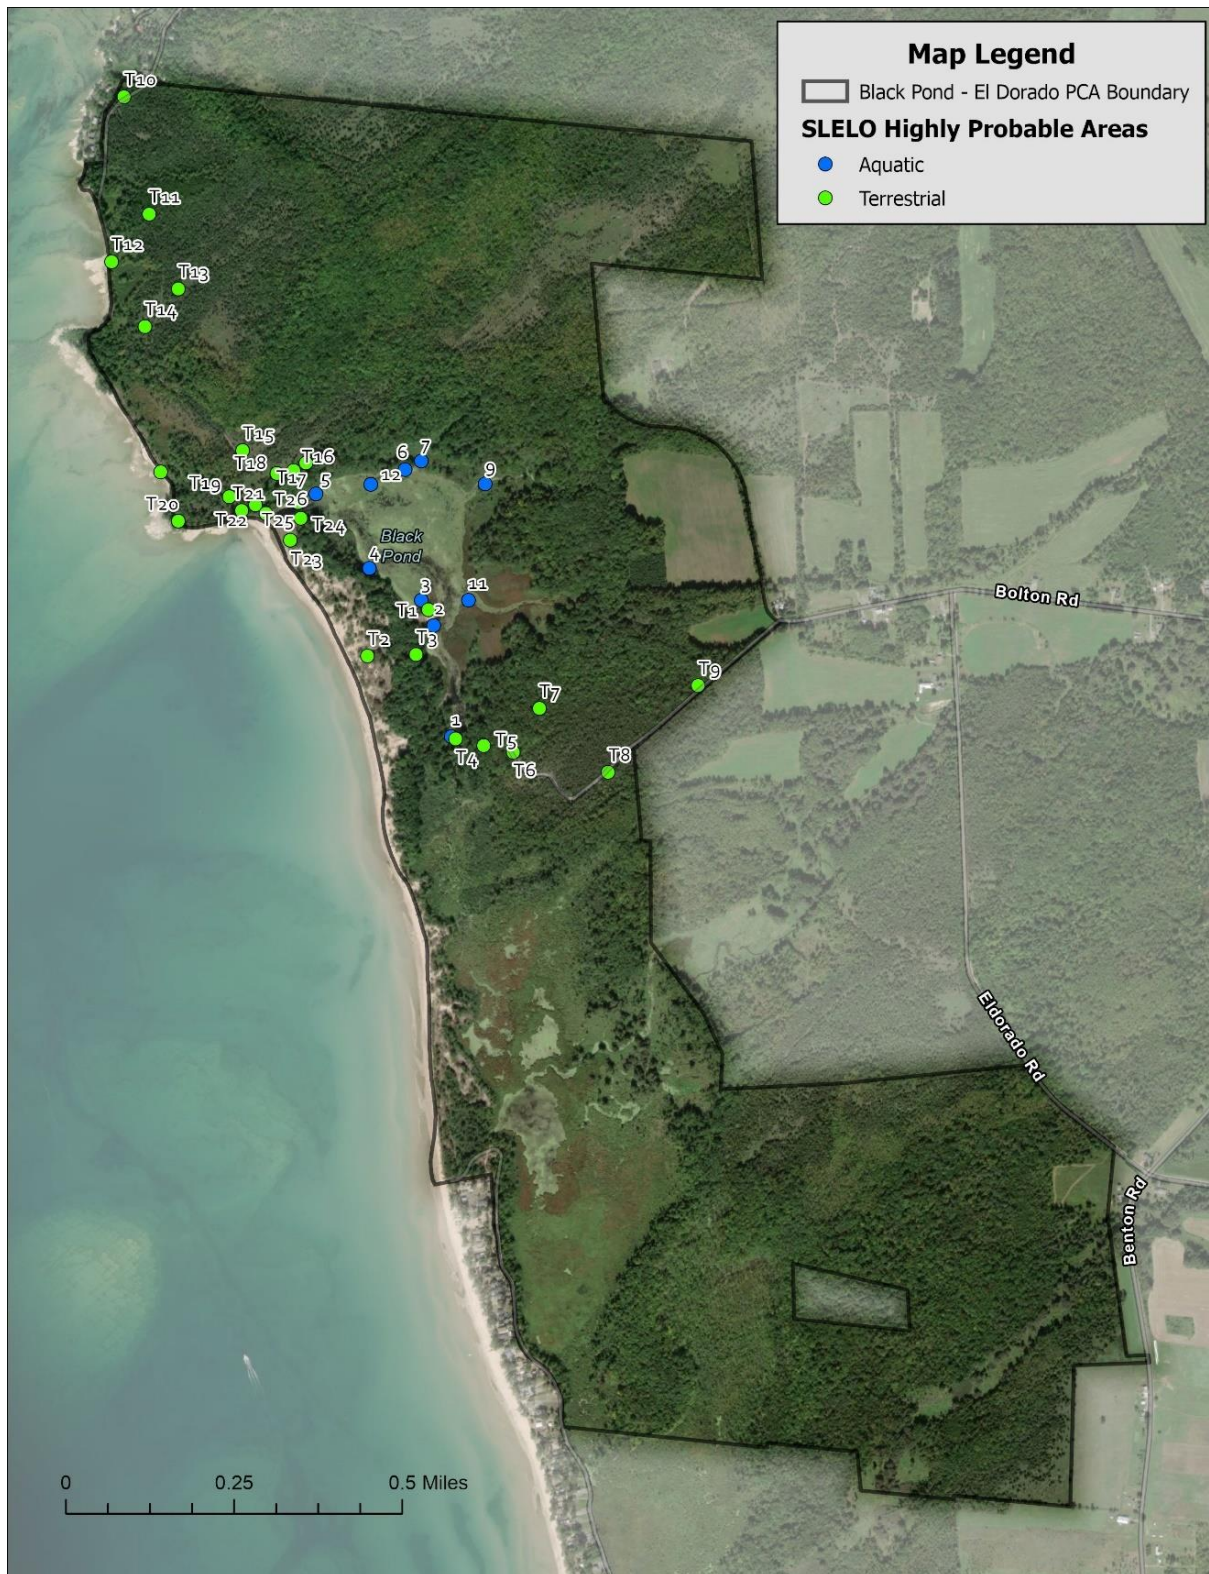 Map Legend
Black Pond - El Dorado PCA Boundary
SLELO Highly Probable Areas
Aquatic
Terrestrial
T10
T11
T12
T13
T14
T15
T18
T16
T17
T19
T21
T26
T20
T22
T25
T24
T23
5
12
6
7
9
Black
Pond
4
3
11
T1
2
T2
T3
T9
T7
1
T4
T5
T6
T8
Bolton Rd
Eldorado Rd
Benton Rd
0
0.25
0.5 Miles